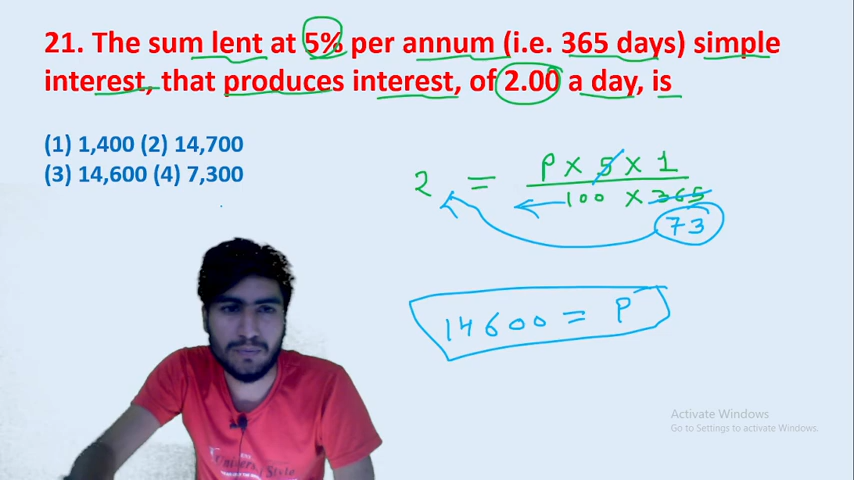 21. The sum lent at 5% per annum (i.e. 365 days) simple
interest, that produces interest, of 2.00 a day, is
(1) 1,400 (2) 14,700
(3) 14,600 (4) 7,300
2 = P × 5 × 1
100 × 365
73
14600 = P
Univers Style
Activate Windows
Go to Settings to activate Windows.